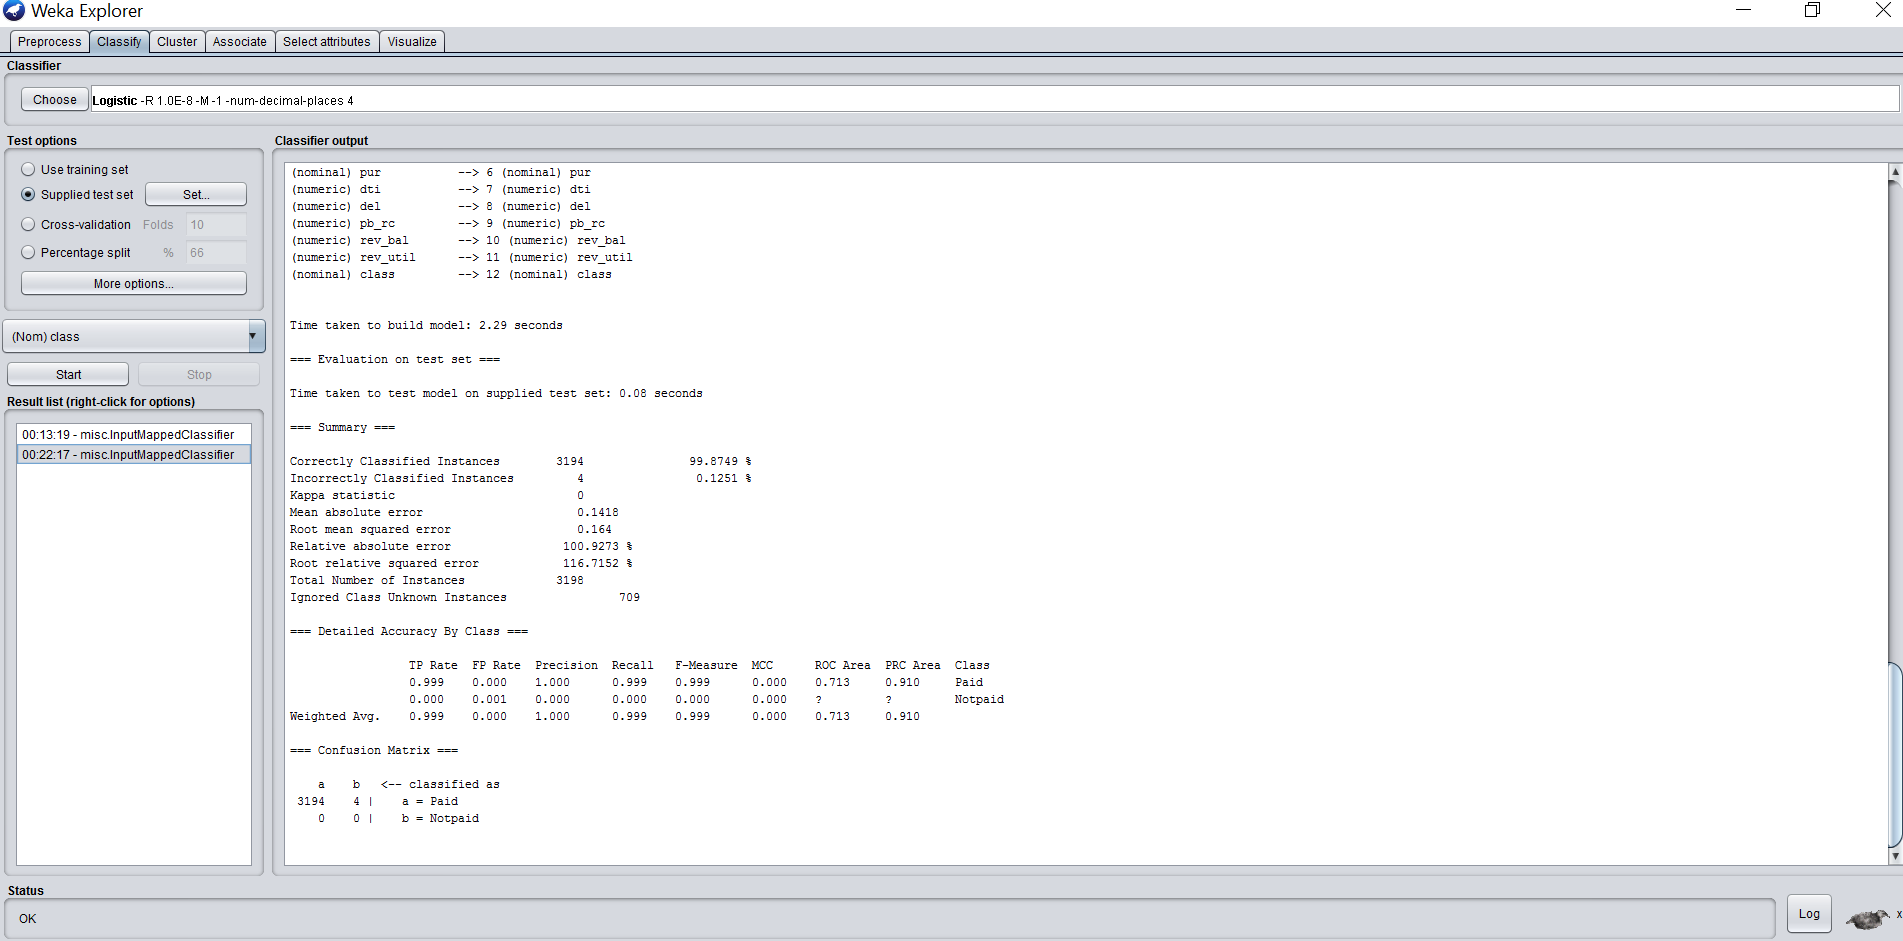 Weka Explorer
Preprocess Classify Cluster Associate Select attributes Visualize
Classifier
Choose Logistic -R 1.0E-8 -M -1 -num-decimal-places 4
Test options
Use training set
Supplied test set Set...
Cross-validation Folds 10
Percentage split % 66
More options...
(Nom) class
Start Stop
Result list (right-click for options)
00:13:19 - misc.InputMappedClassifier
00:22:17 - misc.InputMappedClassifier
Classifier output
(nominal) pur --> 6 (nominal) pur
(numeric) dti --> 7 (numeric) dti
(numeric) del --> 8 (numeric) del
(numeric) pb_rc --> 9 (numeric) pb_rc
(numeric) rev_bal --> 10 (numeric) rev_bal
(numeric) rev_util --> 11 (numeric) rev_util
(nominal) class --> 12 (nominal) class
Time taken to build model: 2.29 seconds
=== Evaluation on test set ===
Time taken to test model on supplied test set: 0.08 seconds
=== Summary ===
Correctly Classified Instances 3194 99.8749 %
Incorrectly Classified Instances 4 0.1251 %
Kappa statistic 0
Mean absolute error 0.1418
Root mean squared error 0.164
Relative absolute error 100.9273 %
Root relative squared error 116.7152 %
Total Number of Instances 3198
Ignored Class Unknown Instances 709
=== Detailed Accuracy By Class ===
TP Rate FP Rate Precision Recall F-Measure MCC ROC Area PRC Area Class
0.999 0.000 1.000 0.999 0.999 0.000 0.713 0.910 Paid
0.000 0.001 0.000 0.000 0.000 0.000 ? ? Notpaid
Weighted Avg. 0.999 0.000 1.000 0.999 0.999 0.000 0.713 0.910
=== Confusion Matrix ===
a b <-- classified as
3194 4 | a = Paid
0 0 | b = Notpaid
Status
OK
Log
x